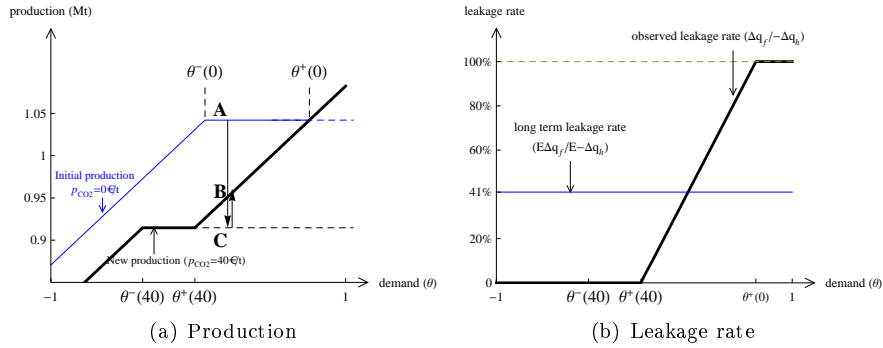 production (Mt)
θ⁻(0)
θ⁺(0)
A
1.05
1
Initial production
p_CO2=0€/t
0.95
B
0.9
C
New production (p_CO2=40€/t)
−1
θ⁻(40)
θ⁺(40)
1
demand (θ)
(a) Production
leakage rate
observed leakage rate (Δq_f/−Δq_h)
100%
80%
long term leakage rate
(EΔq_f/E−Δq_h)
60%
41%
20%
0
−1
θ⁻(40)
θ⁺(40)
θ⁺(0)
1
demand (θ)
(b) Leakage rate